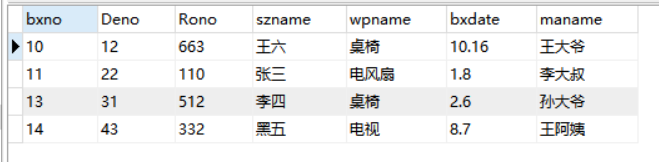 bxno Deno Rono szname wpname bxdate maname
10 12 663 王六 桌椅 10.16 王大爷
11 22 110 张三 电风扇 1.8 李大叔
13 31 512 李四 桌椅 2.6 孙大爷
14 43 332 黑五 电视 8.7 王阿姨